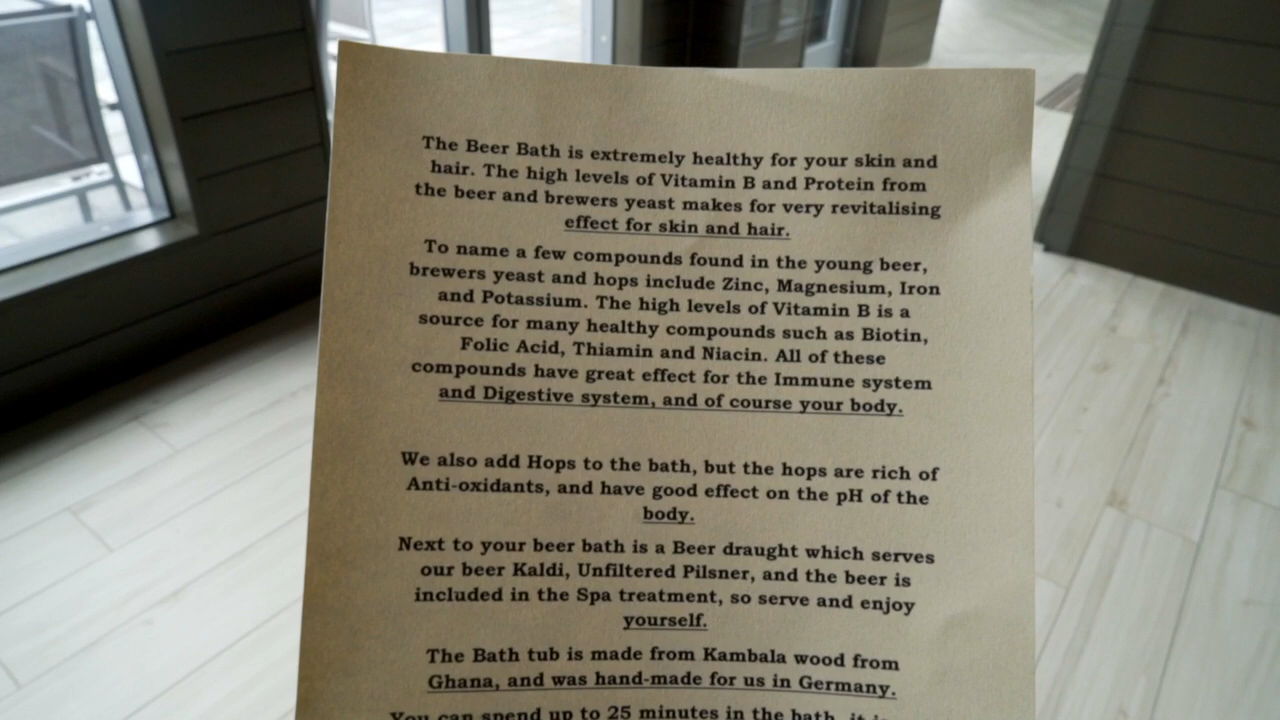 The Beer Bath is extremely healthy for your skin and
hair. The high levels of Vitamin B and Protein from
the beer and brewers yeast makes for very revitalising
effect for skin and hair.
To name a few compounds found in the young beer,
brewers yeast and hops include Zinc, Magnesium, Iron
and Potassium. The high levels of Vitamin B is a
source for many healthy compounds such as Biotin,
Folic Acid, Thiamin and Niacin. All of these
compounds have great effect for the Immune system
and Digestive system, and of course your body.
We also add Hops to the bath, but the hops are rich of
Anti-oxidants, and have good effect on the pH of the
body.
Next to your beer bath is a Beer draught which serves
our beer Kaldi, Unfiltered Pilsner, and the beer is
included in the Spa treatment, so serve and enjoy
yourself.
The Bath tub is made from Kambala wood from
Ghana, and was hand-made for us in Germany.
You can spend up to 25 minutes in the bath, it is